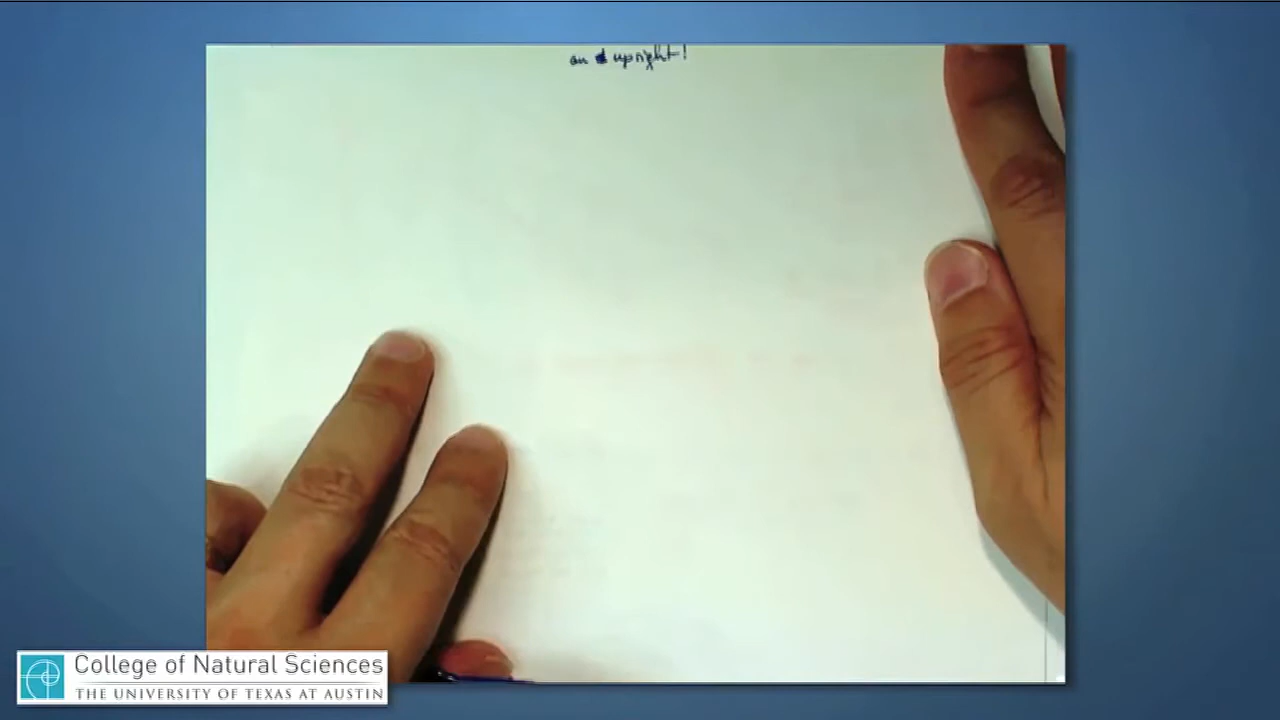 an upright!
College of Natural Sciences
THE UNIVERSITY OF TEXAS AT AUSTIN